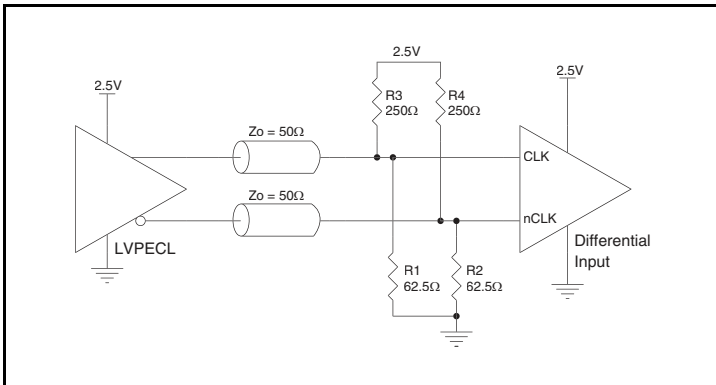 2.5V
2.5V
2.5V
R3
250Ω
R4
250Ω
Zo = 50Ω
CLK
Zo = 50Ω
nCLK
LVPECL
Differential
Input
R1
62.5Ω
R2
62.5Ω